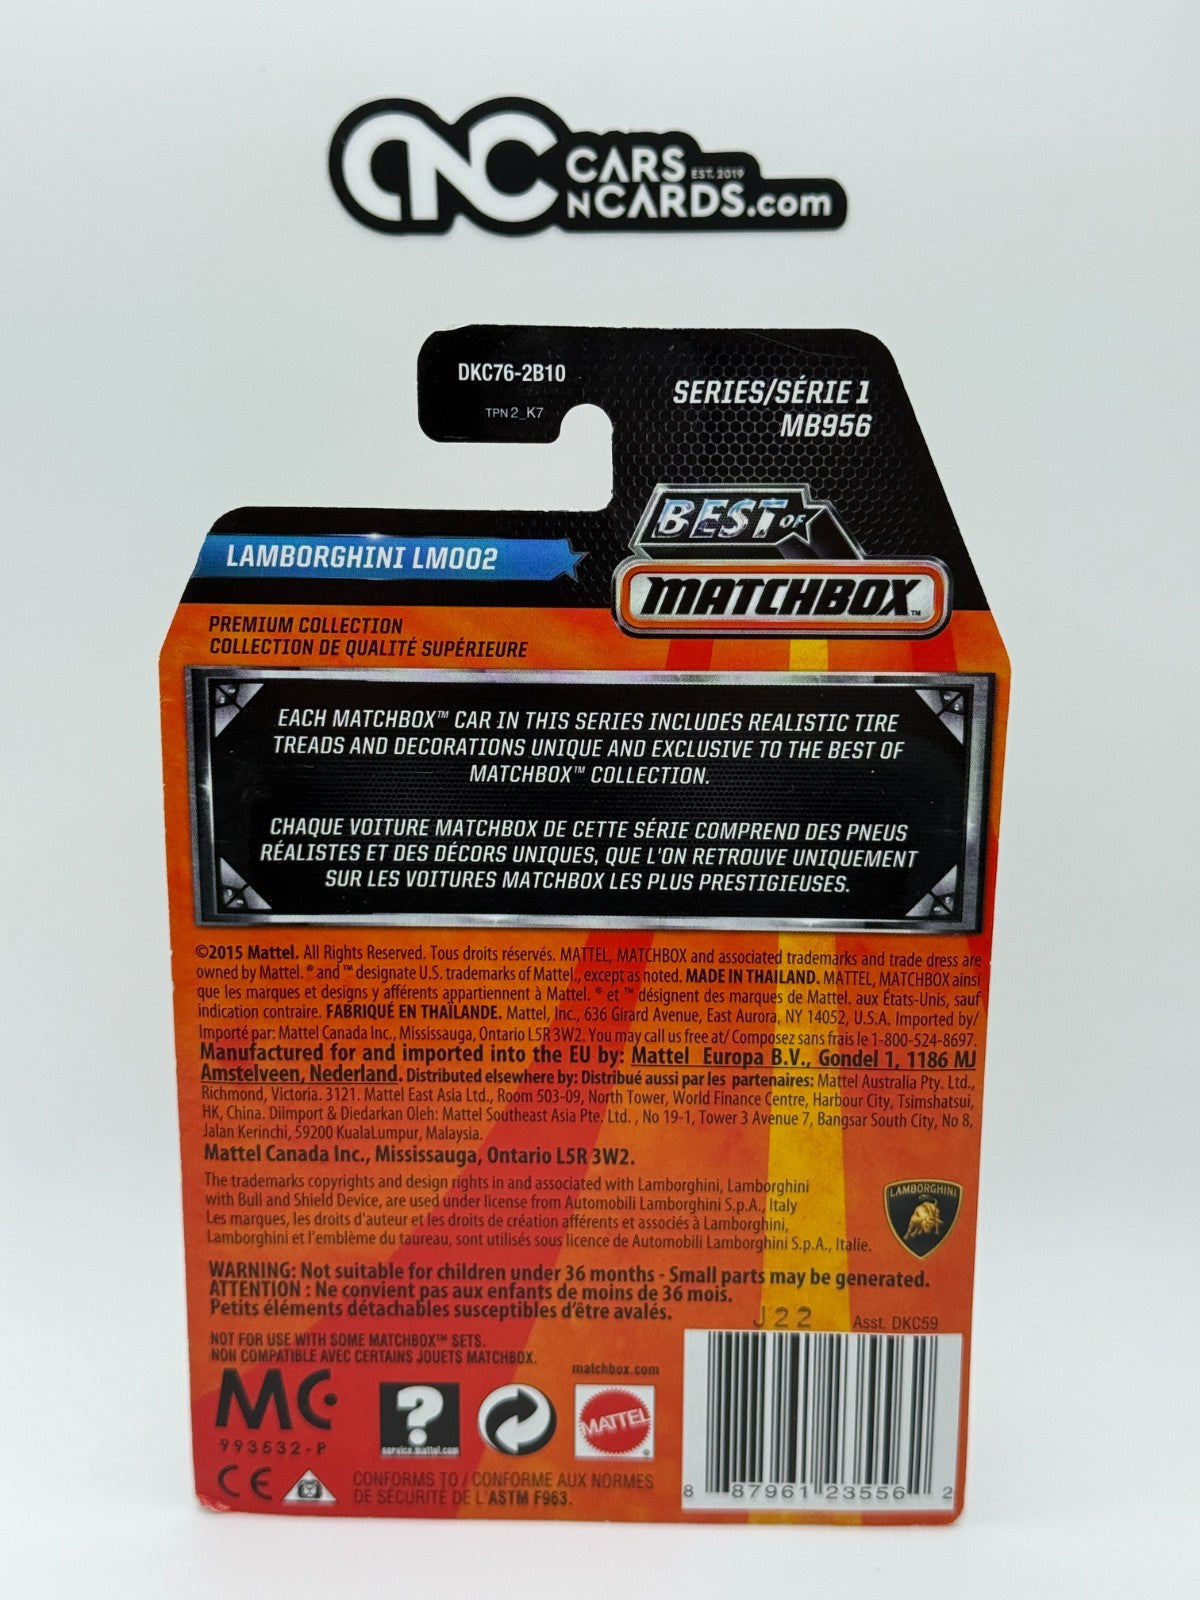 CNC CARS EST. 2019
N CARDS.com
DKC76-2B10
TPN 2_K7
SERIES/SÉRIE 1
MB956
BEST OF
MATCHBOX™
LAMBORGHINI LM002
PREMIUM COLLECTION
COLLECTION DE QUALITÉ SUPÉRIEURE
EACH MATCHBOX™ CAR IN THIS SERIES INCLUDES REALISTIC TIRE
TREADS AND DECORATIONS UNIQUE AND EXCLUSIVE TO THE BEST OF
MATCHBOX™ COLLECTION.
CHAQUE VOITURE MATCHBOX DE CETTE SÉRIE COMPREND DES PNEUS
RÉALISTES ET DES DÉCORS UNIQUES, QUE L'ON RETROUVE UNIQUEMENT
SUR LES VOITURES MATCHBOX LES PLUS PRESTIGIEUSES.
©2015 Mattel. All Rights Reserved. Tous droits réservés. MATTEL, MATCHBOX and associated trademarks and trade dress are
owned by Mattel. ® and ™ designate U.S. trademarks of Mattel., except as noted. MADE IN THAILAND. MATTEL, MATCHBOX ainsi
que les marques et designs y afférents appartiennent à Mattel. ® et ™ désignent des marques de Mattel. aux États-Unis, sauf
indication contraire. FABRIQUÉ EN THAÏLANDE. Mattel, Inc., 636 Girard Avenue, East Aurora, NY 14052, U.S.A. Imported by/
Importé par: Mattel Canada Inc., Mississauga, Ontario L5R 3W2. You may call us free at/ Composez sans frais le 1-800-524-8697.
Manufactured for and imported into the EU by: Mattel Europa B.V., Gondel 1, 1186 MJ
Amstelveen, Nederland. Distributed elsewhere by: Distribué aussi par les partenaires: Mattel Australia Pty. Ltd.,
Richmond, Victoria. 3121. Mattel East Asia Ltd., Room 503-09, North Tower, World Finance Centre, Harbour City, Tsimshatsui,
HK, China. Diimport & Diedarkan Oleh: Mattel Southeast Asia Pte. Ltd. , No 19-1, Tower 3 Avenue 7, Bangsar South City, No 8,
Jalan Kerinchi, 59200 KualaLumpur, Malaysia.
Mattel Canada Inc., Mississauga, Ontario L5R 3W2.
The trademarks copyrights and design rights in and associated with Lamborghini, Lamborghini
with Bull and Shield Device, are used under license from Automobili Lamborghini S.p.A., Italy
Les marques, les droits d'auteur et les droits de création afférents et associés à Lamborghini,
Lamborghini et l'emblème du taureau, sont utilisés sous licence de Automobili Lamborghini S.p.A., Italie.
LAMBORGHINI
WARNING: Not suitable for children under 36 months - Small parts may be generated.
ATTENTION : Ne convient pas aux enfants de moins de 36 mois.
Petits éléments détachables susceptibles d'être avalés.
J22
Asst. DKC59
NOT FOR USE WITH SOME MATCHBOX™ SETS.
NON COMPATIBLE AVEC CERTAINS JOUETS MATCHBOX.
matchbox.com
MC
993532-P
?
service.mattel.com
MATTEL
®
CE
CONFORMS TO / CONFORME AUX NORMES
DE SÉCURITÉ DE L'ASTM F963.
8 87961 23556 2